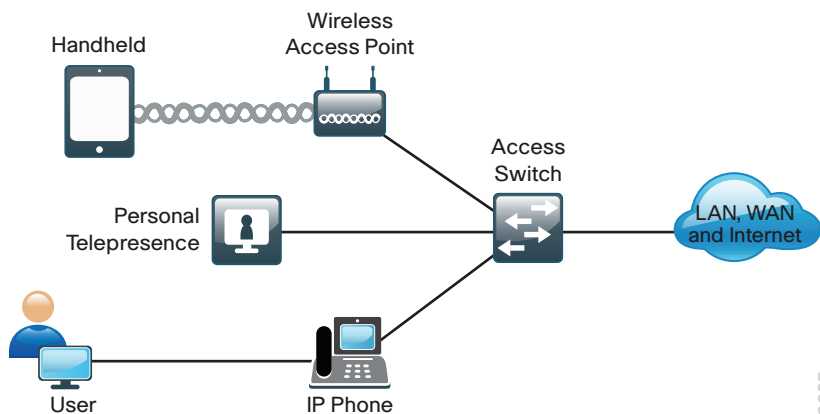 Wireless
Access Point
Handheld
Access
Switch
Personal
Telepresence
LAN, WAN
and Internet
User
IP Phone